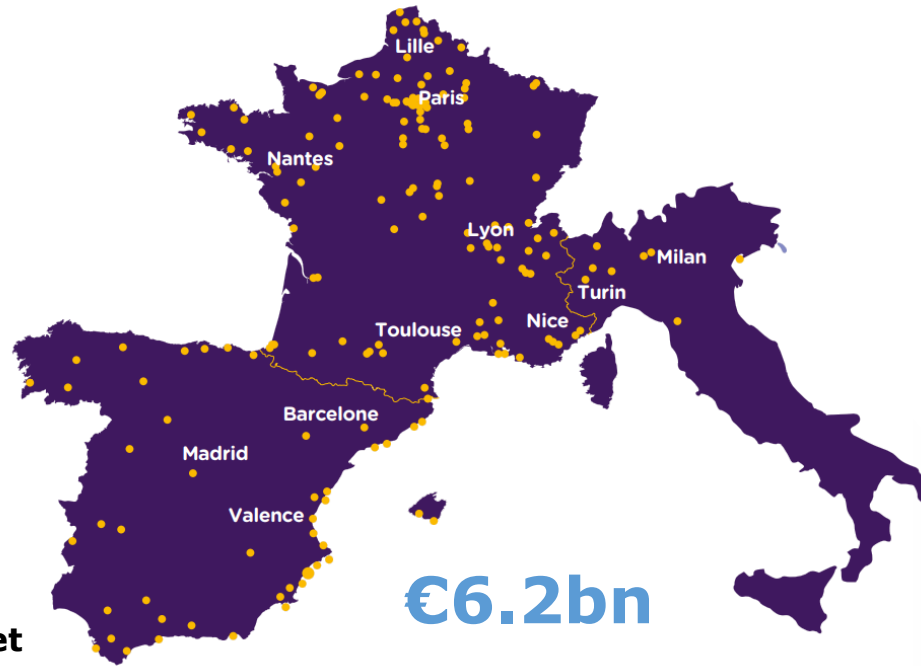 Lille
Paris
Nantes
Lyon
Milan
Turin
Nice
Toulouse
Barcelone
Madrid
Valence
€6.2bn
et